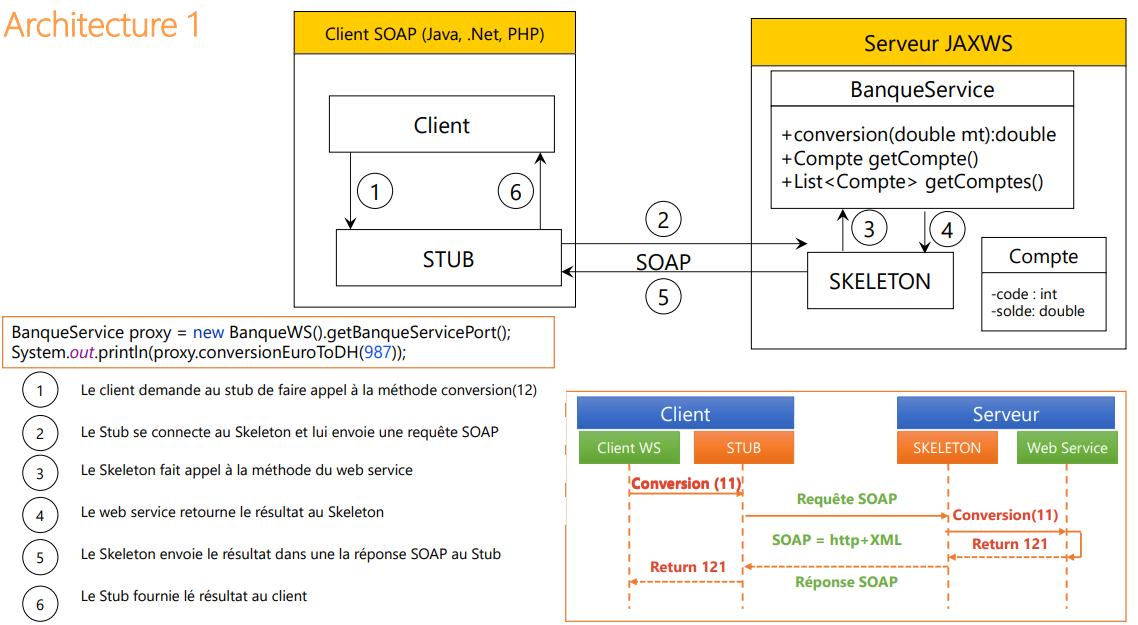 Architecture 1
Client SOAP (Java, .Net, PHP)
Client
1
6
STUB
2
SOAP
5
Serveur JAXWS
BanqueService
+conversion(double mt):double
+Compte getCompte()
+List<Compte> getComptes()
3
4
SKELETON
Compte
-code : int
-solde: double
BanqueService proxy = new BanqueWS().getBanqueServicePort();
System.out.println(proxy.conversionEuroToDH(987));
1 Le client demande au stub de faire appel à la méthode conversion(12)
2 Le Stub se connecte au Skeleton et lui envoie une requête SOAP
3 Le Skeleton fait appel à la méthode du web service
4 Le web service retourne le résultat au Skeleton
5 Le Skeleton envoie le résultat dans une la réponse SOAP au Stub
6 Le Stub fournie lé résultat au client
Client
Serveur
Client WS
STUB
SKELETON
Web Service
Conversion (11)
Requête SOAP
Conversion(11)
SOAP = http+XML
Return 121
Return 121
Réponse SOAP